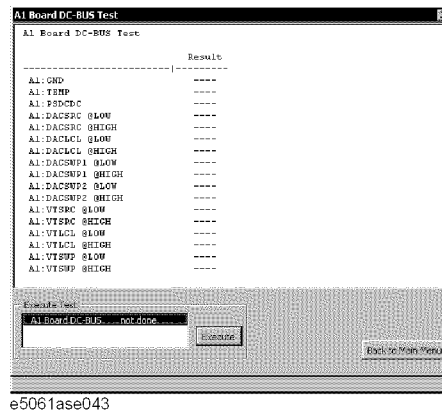 A1 Board DC-BUS Test
A1 Board DC-BUS Test
Result
-------------------------|---------
A1:GND ----
A1:TEMP ----
A1:PSDCDC ----
A1:DACSRC @LOW ----
A1:DACSRC @HIGH ----
A1:DACLCL @LOW ----
A1:DACLCL @HIGH ----
A1:DACSWP1 @LOW ----
A1:DACSWP1 @HIGH ----
A1:DACSWP2 @LOW ----
A1:DACSWP2 @HIGH ----
A1:VTSRC @LOW ----
A1:VTSRC @HIGH ----
A1:VTLCL @LOW ----
A1:VTLCL @HIGH ----
A1:VTSWP @LOW ----
A1:VTSWP @HIGH ----
Execute Test
A1 Board DC-BUS......not done......
Execute
Back to Main Menu
e5061ase043